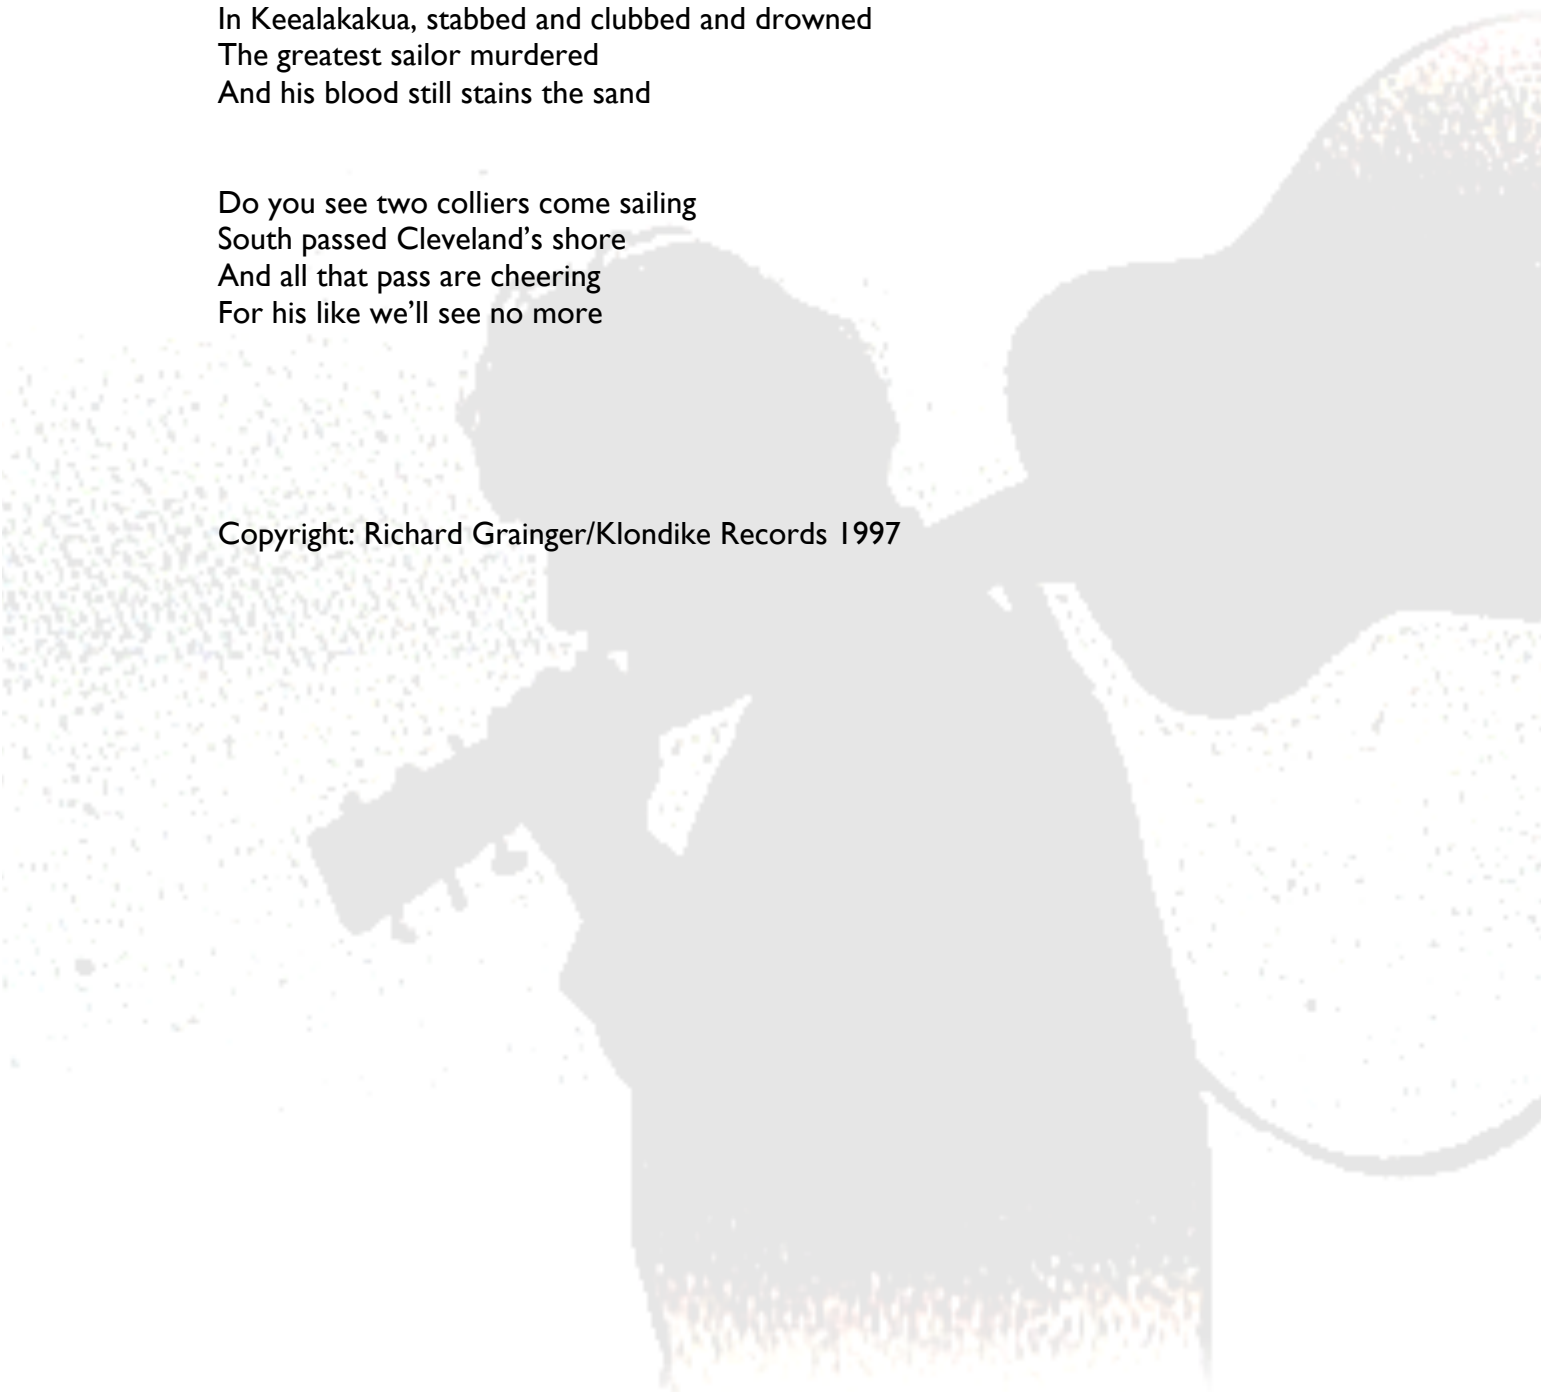 In Keealakakua, stabbed and clubbed and drowned
The greatest sailor murdered
And his blood still stains the sand
Do you see two colliers come sailing
South passed Cleveland’s shore
And all that pass are cheering
For his like we’ll see no more
Copyright: Richard Grainger/Klondike Records 1997